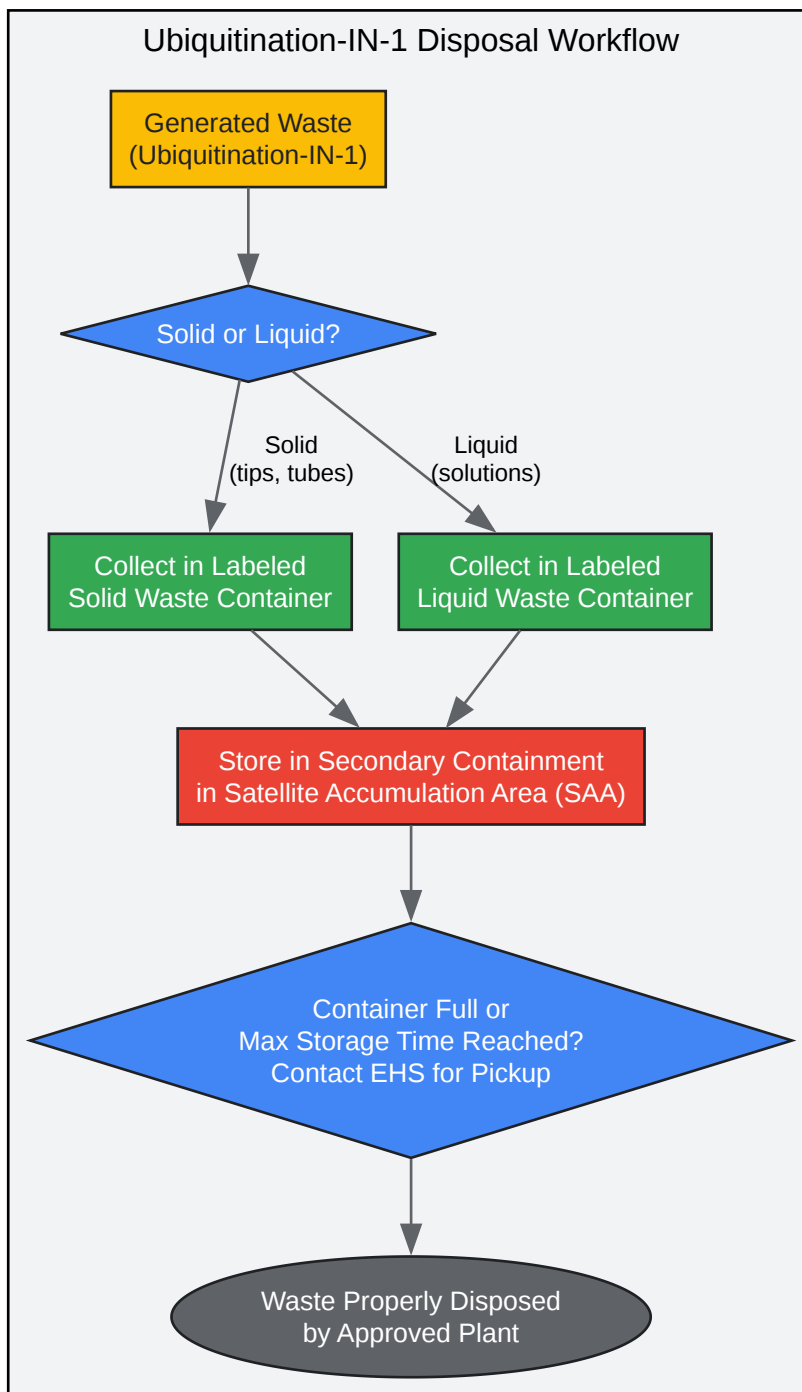 Ubiquitination-IN-1 Disposal Workflow
Generated Waste
(Ubiquitination-IN-1)
Solid or Liquid?
Solid
(tips, tubes)
Liquid
(solutions)
Collect in Labeled
Solid Waste Container
Collect in Labeled
Liquid Waste Container
Store in Secondary Containment
in Satellite Accumulation Area (SAA)
Container Full or
Max Storage Time Reached?
Contact EHS for Pickup
Waste Properly Disposed
by Approved Plant